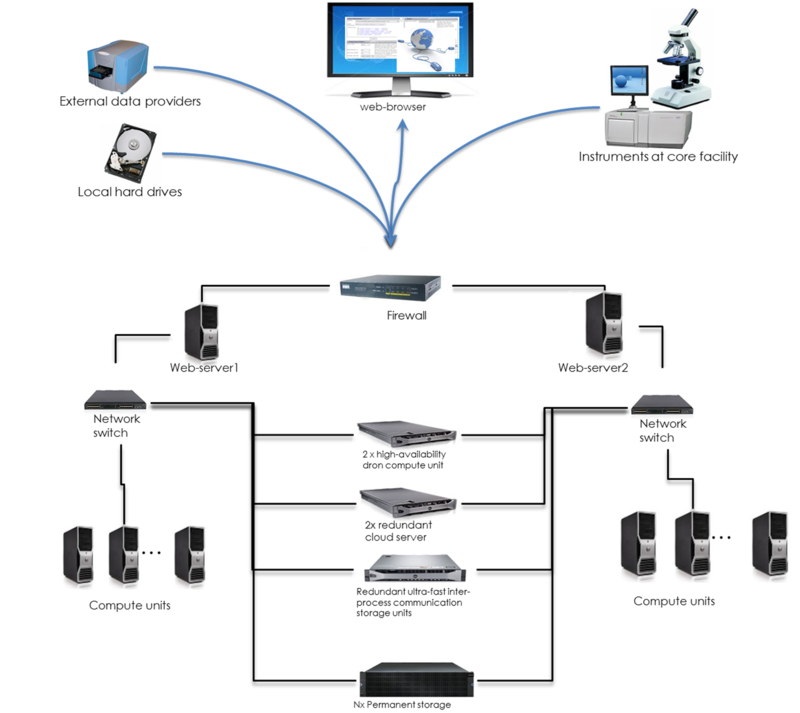 External data providers
web-browser
Instruments at core facility
Local hard drives
Firewall
Web-server1
Web-server2
Network
switch
Network
switch
2 x high-availability
dron compute unit
2x redundant
cloud server
Redundant ultra-fast inter-
process communication
storage units
Compute units
Compute units
Nx Permanent storage